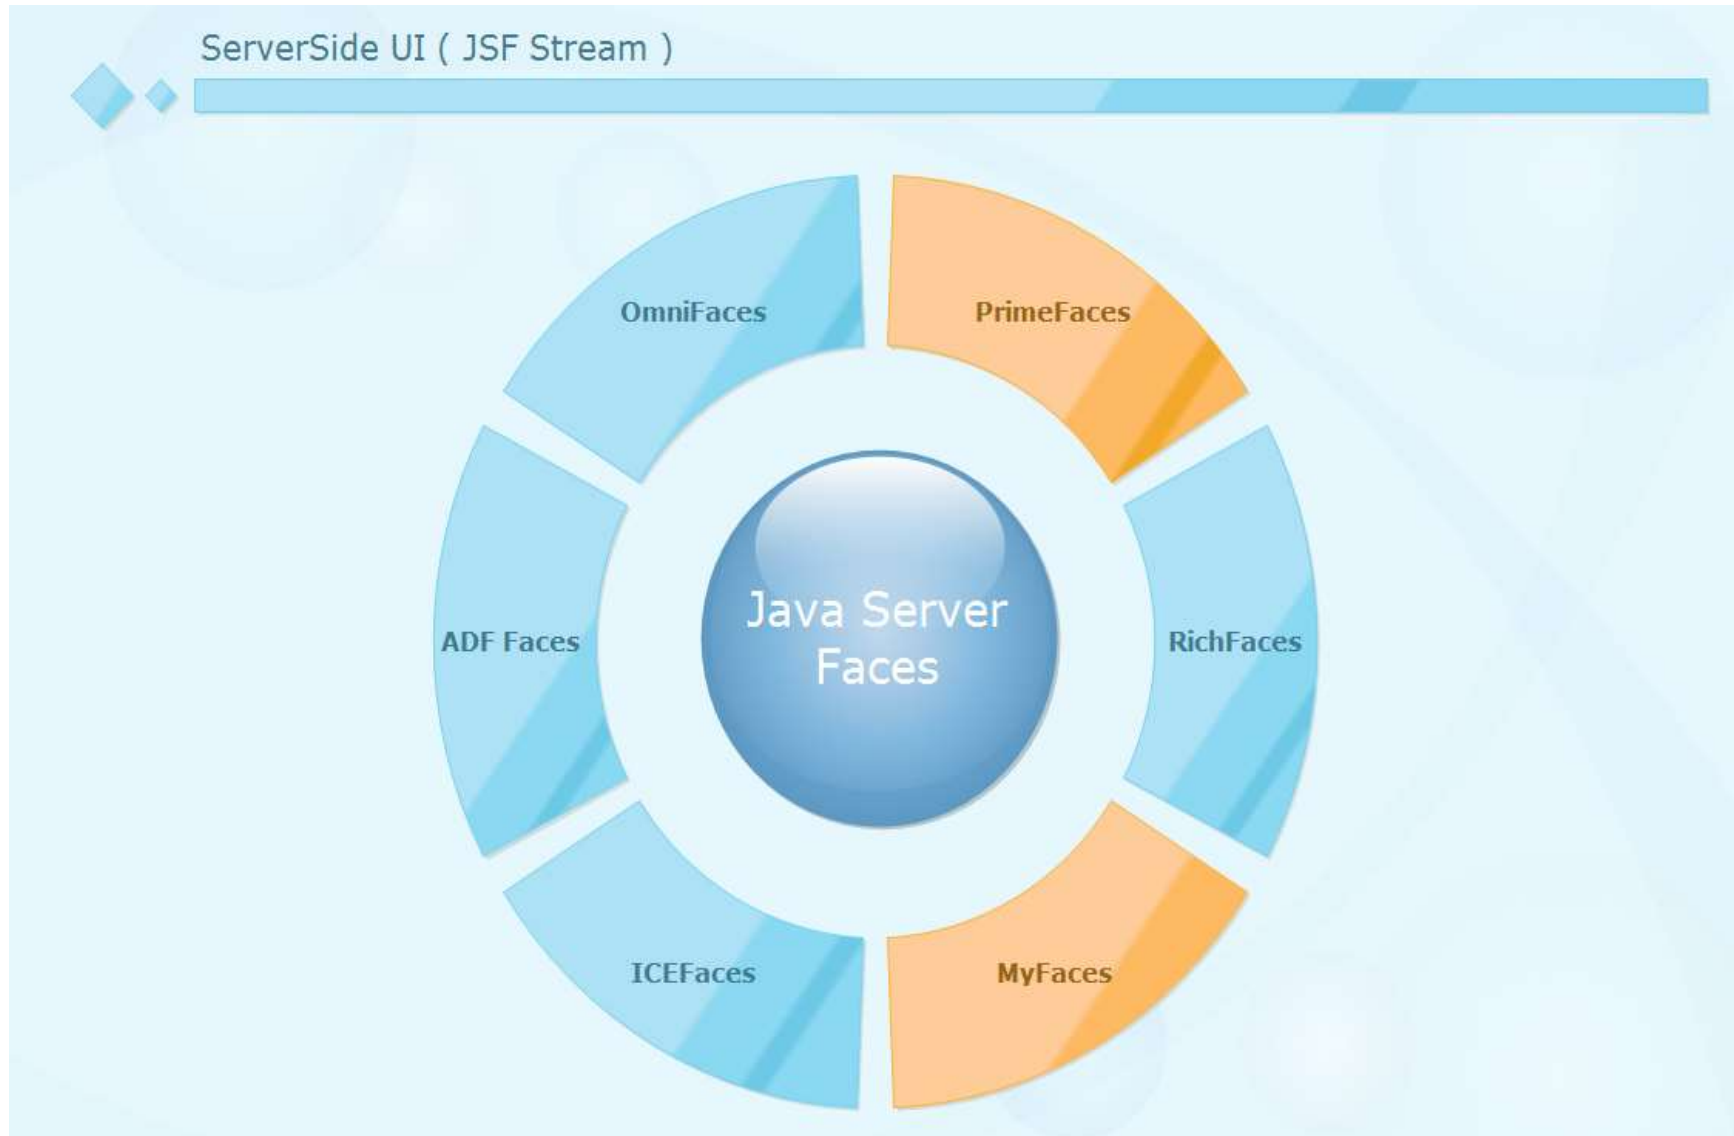 ServerSide UI ( JSF Stream )
OmniFaces
PrimeFaces
ADF Faces
Java Server
Faces
RichFaces
ICEFaces
MyFaces